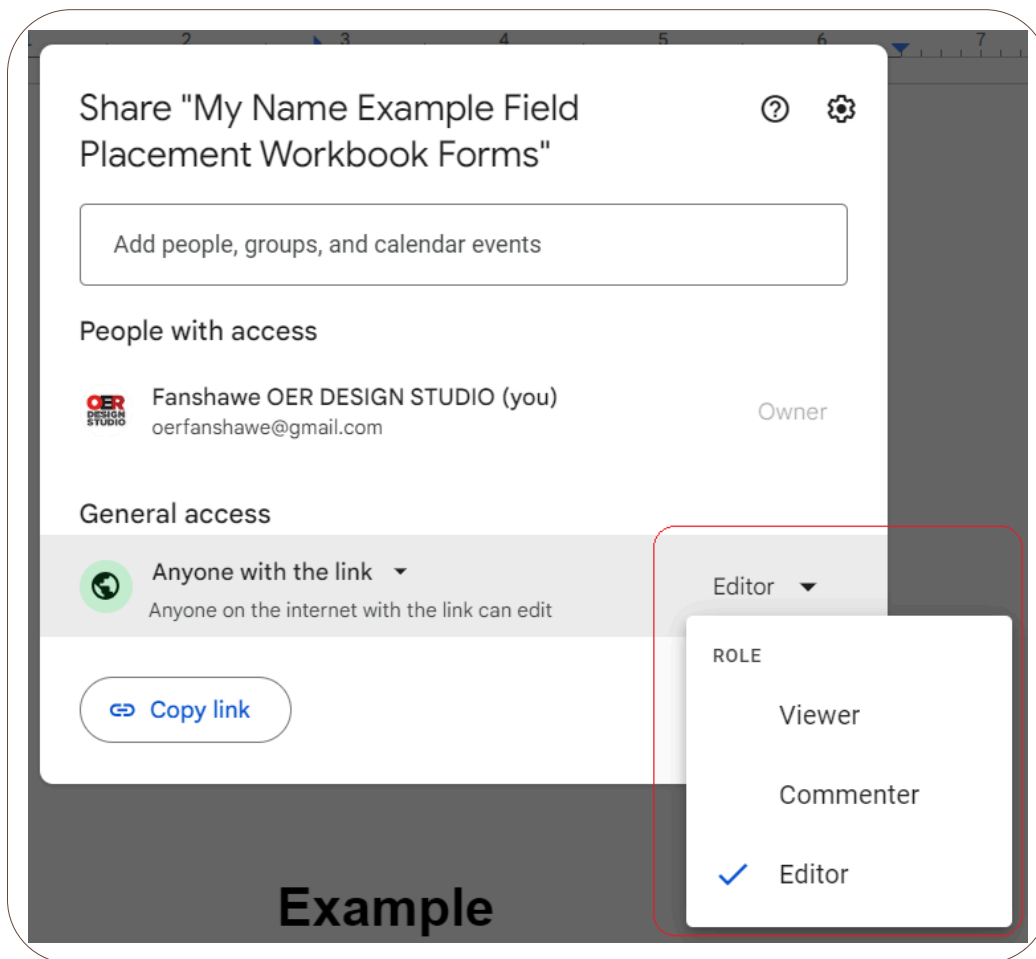 2 3 4 5 6 7
Share "My Name Example Field
Placement Workbook Forms"
Add people, groups, and calendar events
People with access
OER
DESIGN
STUDIO
Fanshawe OER DESIGN STUDIO (you)
oerfanshawe@gmail.com
Owner
General access
Anyone with the link
Anyone on the internet with the link can edit
Editor
ROLE
Viewer
Commenter
Editor
Copy link
Example